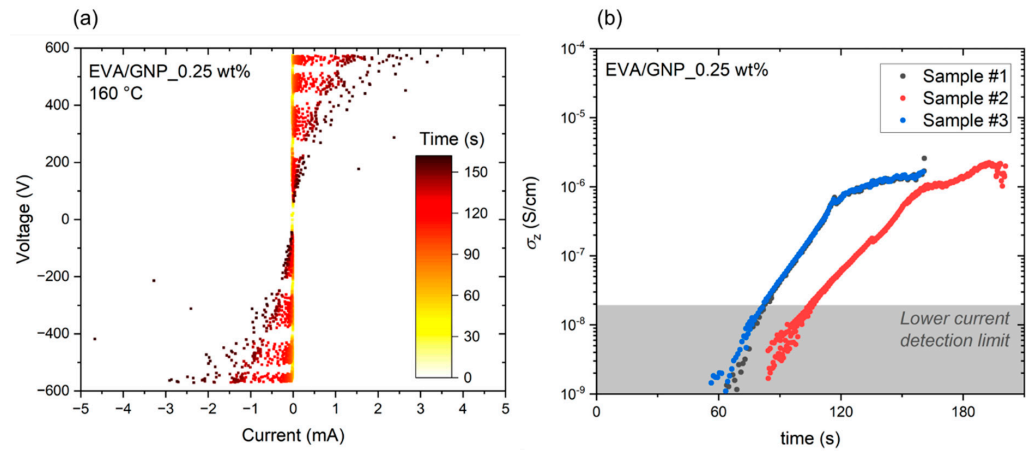 (a)
EVA/GNP_0.25 wt%
160 °C
Time (s)
150
120
90
60
30
0
600
400
200
0
−200
−400
−600
Voltage (V)
−5 −4 −3 −2 −1 0 1 2 3 4 5
Current (mA)
(b)
EVA/GNP_0.25 wt%
Sample #1
Sample #2
Sample #3
Lower current
detection limit
10⁻⁴
10⁻⁵
10⁻⁶
10⁻⁷
10⁻⁸
10⁻⁹
σz (S/cm)
0 60 120 180
time (s)